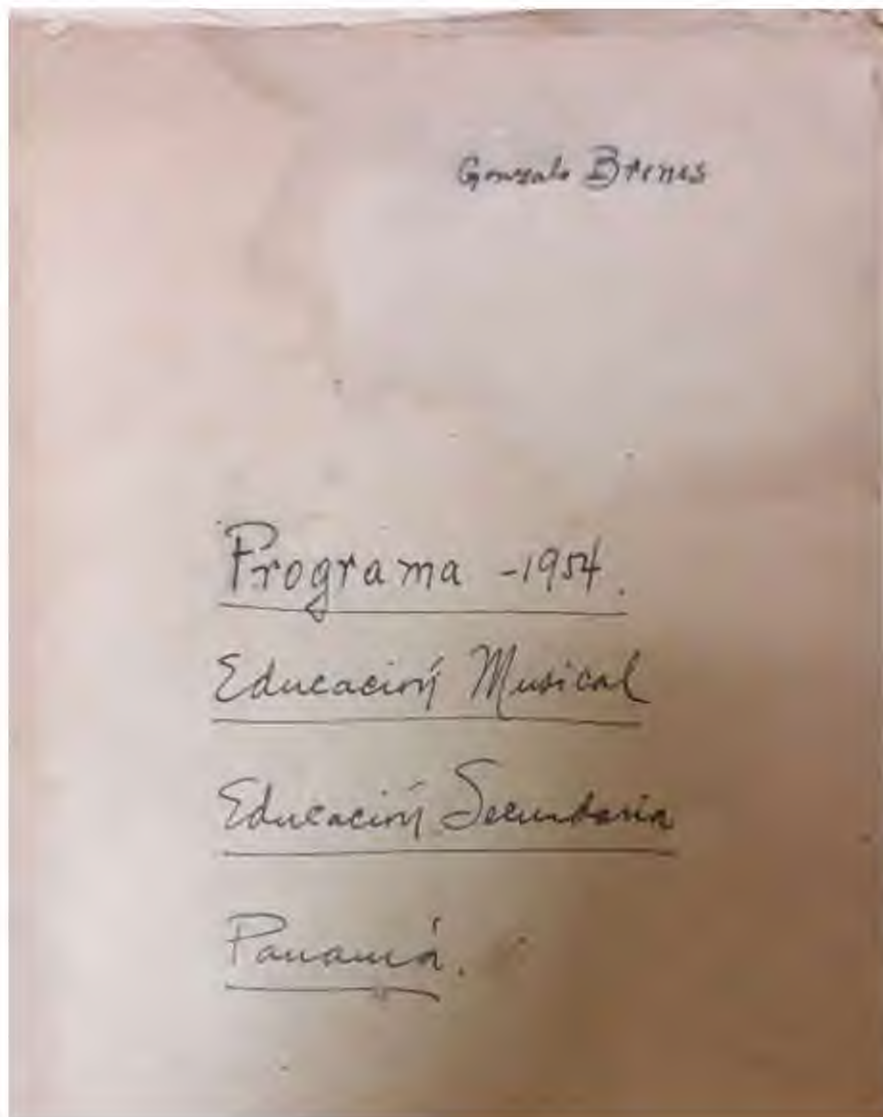 Gonzalo Brenes
Programa -1954.
Educación Musical
Educación Secundaria
Panamá.